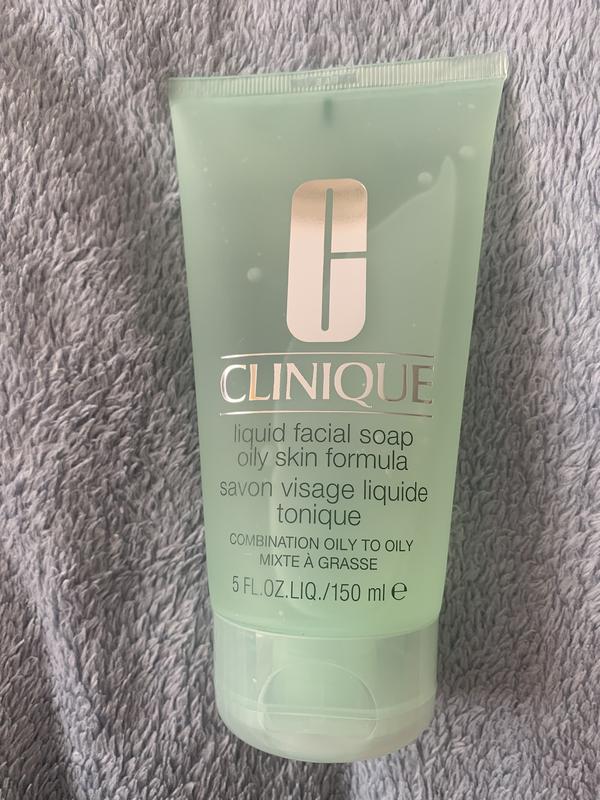 CLINIQUE
liquid facial soap
oily skin formula
savon visage liquide
tonique
COMBINATION OILY TO OILY
MIXTE À GRASSE
5 FL.OZ.LIQ./150 ml ℮